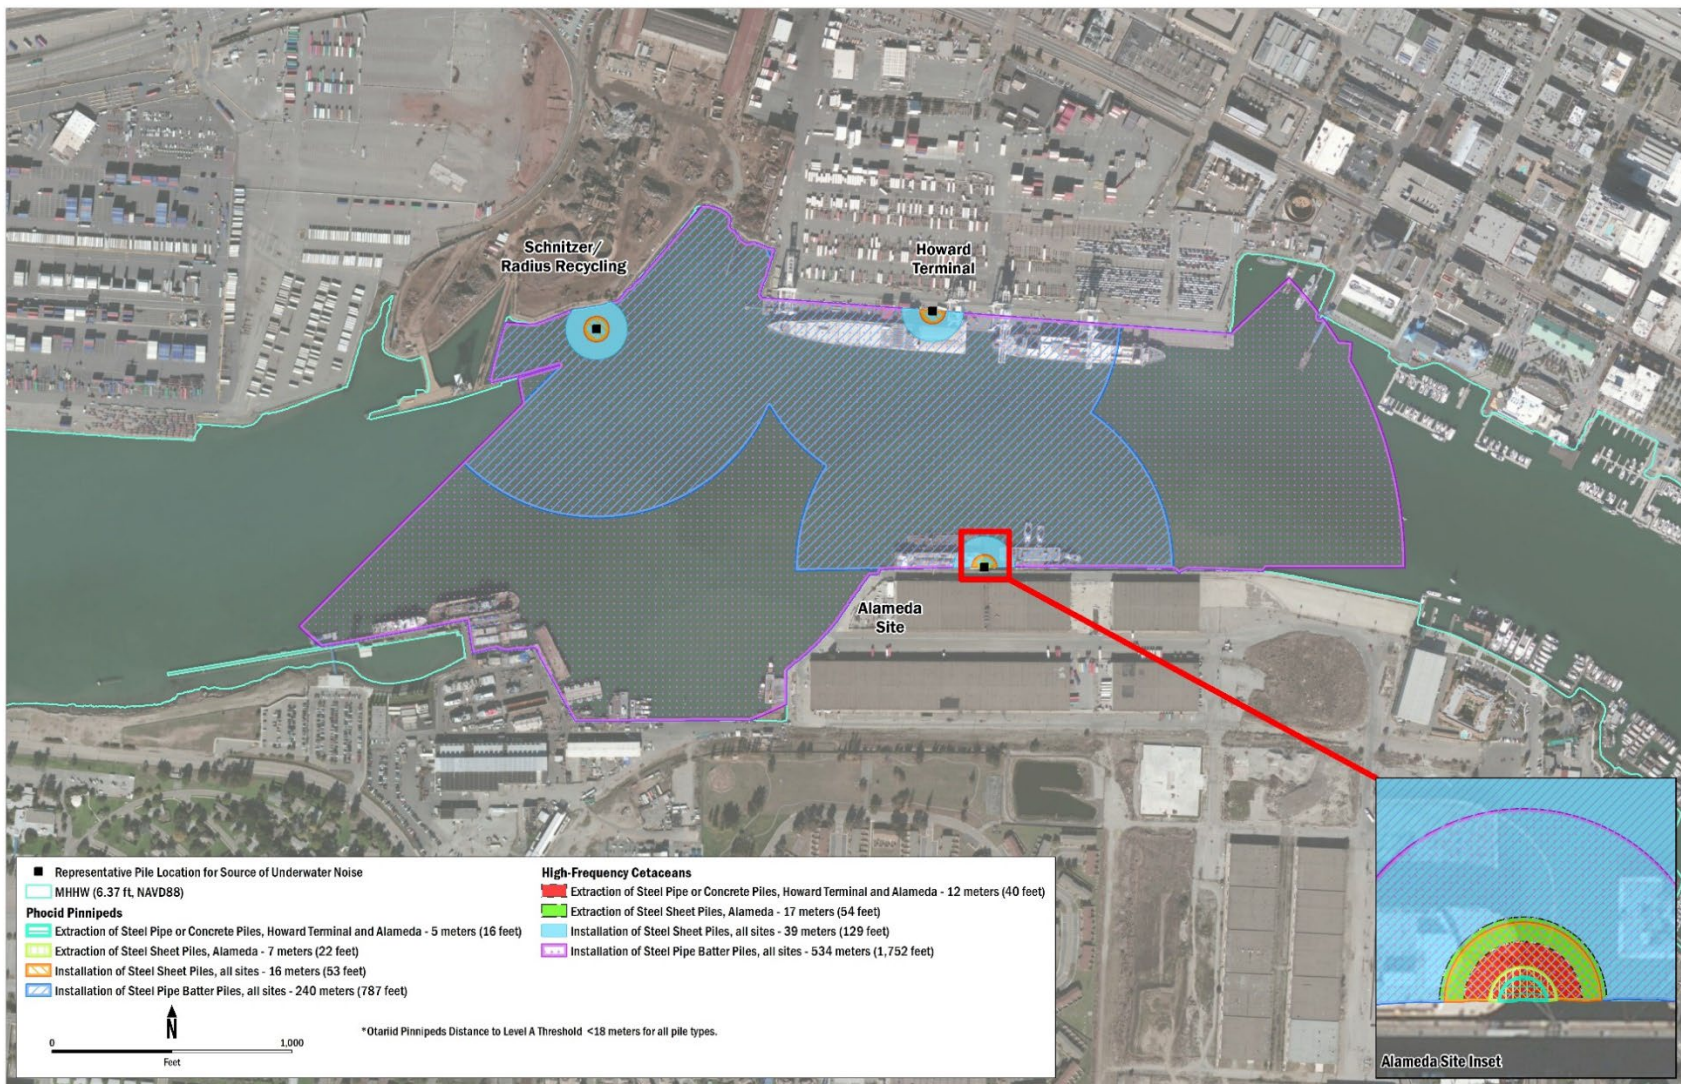 Schnitzer/
Radius Recycling
Howard
Terminal
Alameda
Site
Representative Pile Location for Source of Underwater Noise
MHHW (6.37 ft, NAVD88)
Phocid Pinnipeds
Extraction of Steel Pipe or Concrete Piles, Howard Terminal and Alameda - 5 meters (16 feet)
Extraction of Steel Sheet Piles, Alameda - 7 meters (22 feet)
Installation of Steel Sheet Piles, all sites - 16 meters (53 feet)
Installation of Steel Pipe Batter Piles, all sites - 240 meters (787 feet)
High-Frequency Cetaceans
Extraction of Steel Pipe or Concrete Piles, Howard Terminal and Alameda - 12 meters (40 feet)
Extraction of Steel Sheet Piles, Alameda - 17 meters (54 feet)
Installation of Steel Sheet Piles, all sites - 39 meters (129 feet)
Installation of Steel Pipe Batter Piles, all sites - 534 meters (1,752 feet)
N
0 1,000
Feet
*Otariid Pinnipeds Distance to Level A Threshold <18 meters for all pile types.
Alameda Site Inset